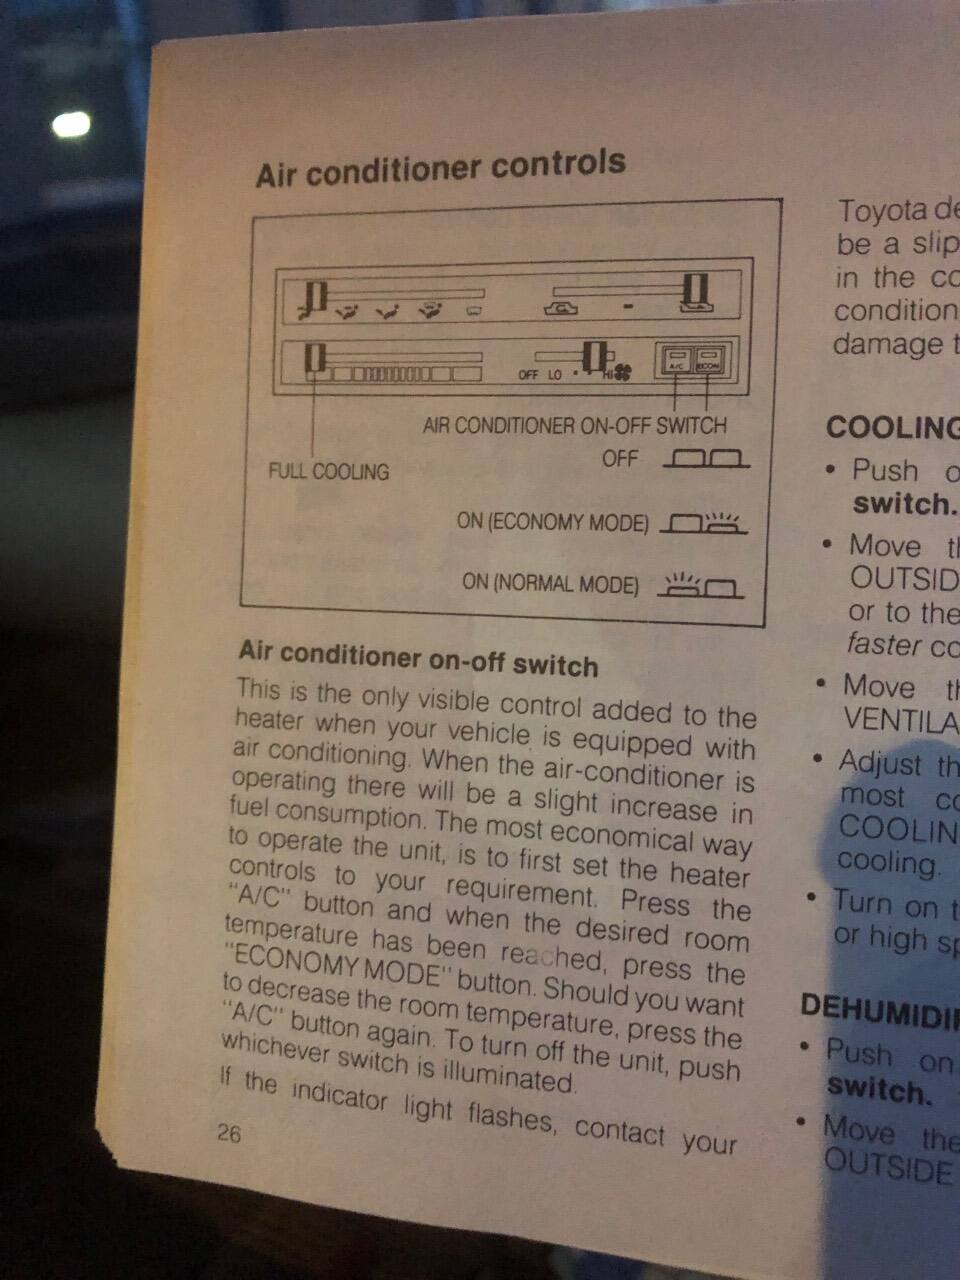 Air conditioner controls
OFF LO HI
A/C ECON
AIR CONDITIONER ON-OFF SWITCH
FULL COOLING
OFF
ON (ECONOMY MODE)
ON (NORMAL MODE)
Air conditioner on-off switch
This is the only visible control added to the
heater when your vehicle is equipped with
air conditioning. When the air-conditioner is
operating there will be a slight increase in
fuel consumption. The most economical way
to operate the unit, is to first set the heater
controls to your requirement. Press the
"A/C" button and when the desired room
temperature has been reached, press the
"ECONOMY MODE" button. Should you want
to decrease the room temperature, press the
"A/C" button again. To turn off the unit, push
whichever switch is illuminated.
If the indicator light flashes, contact your
26
Toyota de
be a slip
in the co
condition
damage t
COOLING
• Push o
switch.
• Move th
OUTSID
or to the
faster co
• Move th
VENTILA
• Adjust th
most co
COOLIN
cooling.
• Turn on t
or high sp
DEHUMIDIF
• Push on
switch.
• Move the
OUTSIDE